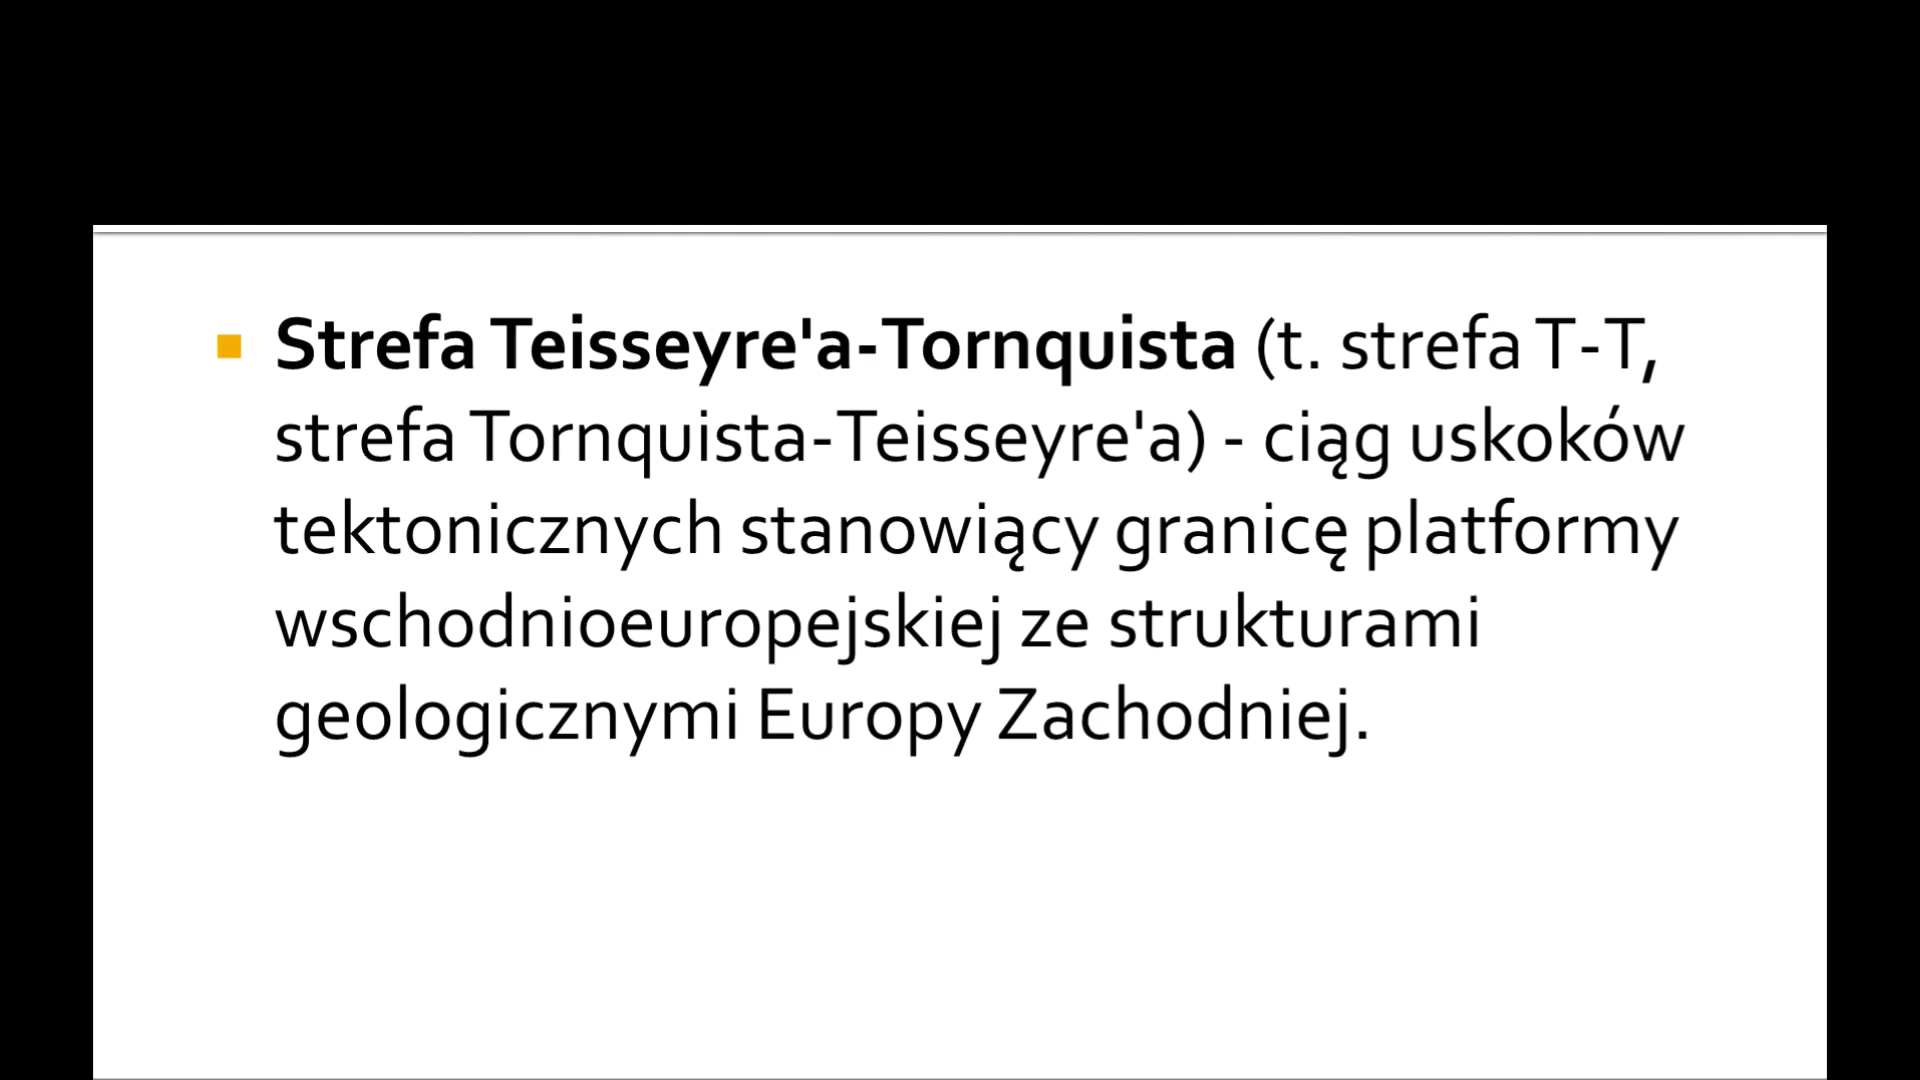 Strefa Teisseyre'a-Tornquista (t. strefa T-T,
strefa Tornquista-Teisseyre'a) - ciąg uskoków
tektonicznych stanowiący granicę platformy
wschodnioeuropejskiej ze strukturami
geologicznymi Europy Zachodniej.